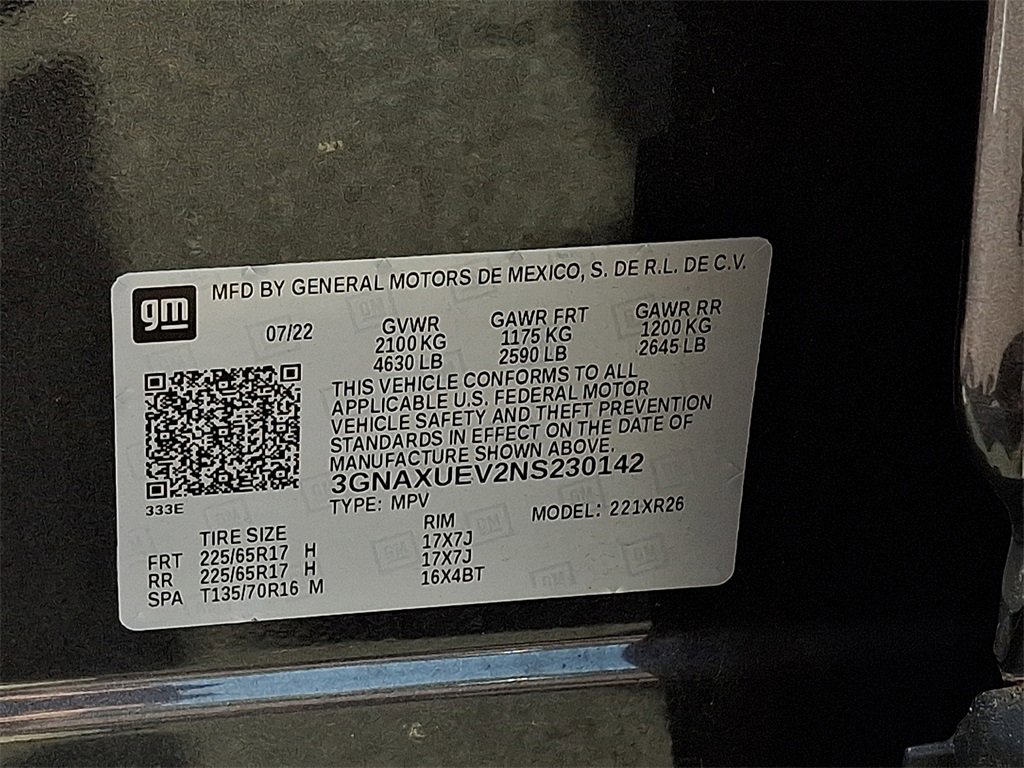 gm
MFD BY GENERAL MOTORS DE MEXICO, S. DE R.L. DE C.V.
07/22 GVWR GAWR FRT GAWR RR
2100 KG 1175 KG 1200 KG
4630 LB 2590 LB 2645 LB
THIS VEHICLE CONFORMS TO ALL
APPLICABLE U.S. FEDERAL MOTOR
VEHICLE SAFETY AND THEFT PREVENTION
STANDARDS IN EFFECT ON THE DATE OF
MANUFACTURE SHOWN ABOVE.
3GNAXUEV2NS230142
333E
TYPE: MPV MODEL: 221XR26
TIRE SIZE RIM
FRT 225/65R17 H 17X7J
RR 225/65R17 H 17X7J
SPA T135/70R16 M 16X4BT